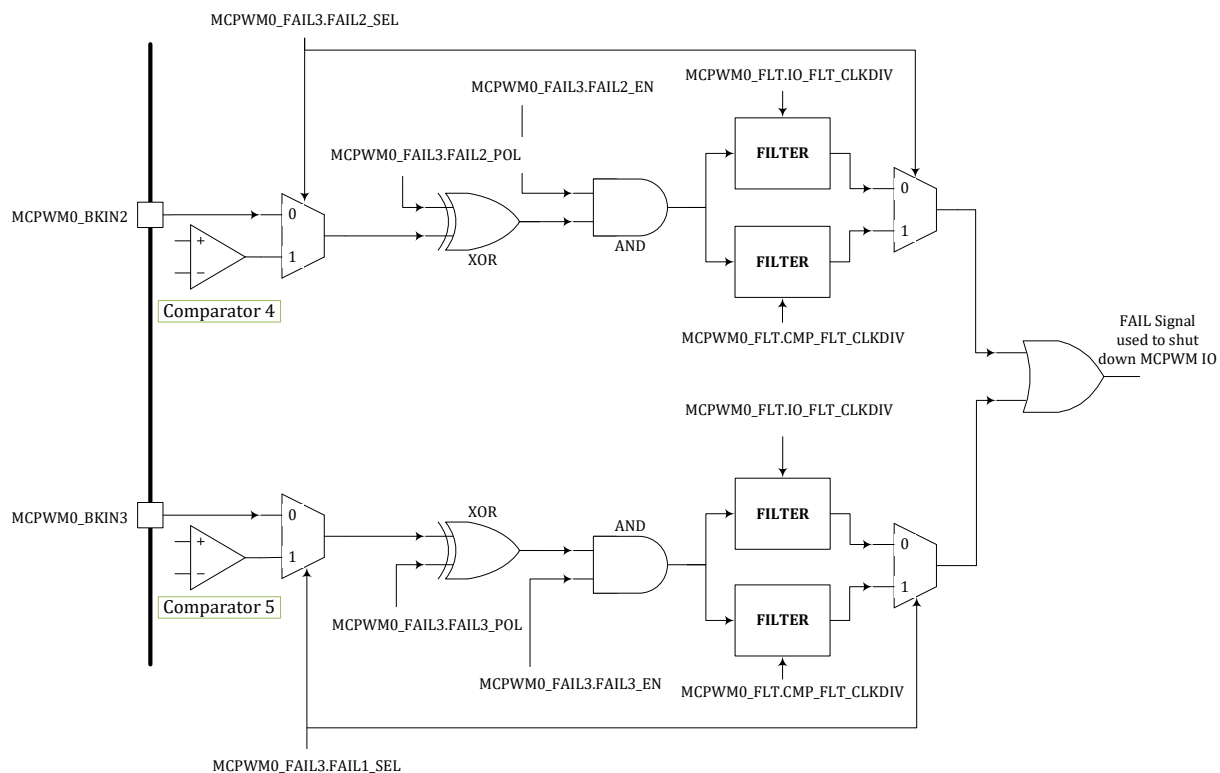 MCPWM0_FAIL3.FAIL2_SEL
MCPWM0_FLT.IO_FLT_CLKDIV
MCPWM0_FAIL3.FAIL2_EN
MCPWM0_FAIL3.FAIL2_POL
FILTER
MCPWM0_BKIN2
0
1
+
−
XOR
AND
0
1
FILTER
Comparator 4
MCPWM0_FLT.CMP_FLT_CLKDIV
FAIL Signal
used to shut
down MCPWM IO
MCPWM0_FLT.IO_FLT_CLKDIV
MCPWM0_BKIN3
0
1
+
−
XOR
AND
FILTER
0
1
Comparator 5
FILTER
MCPWM0_FAIL3.FAIL3_POL
MCPWM0_FAIL3.FAIL3_EN
MCPWM0_FLT.CMP_FLT_CLKDIV
MCPWM0_FAIL3.FAIL1_SEL